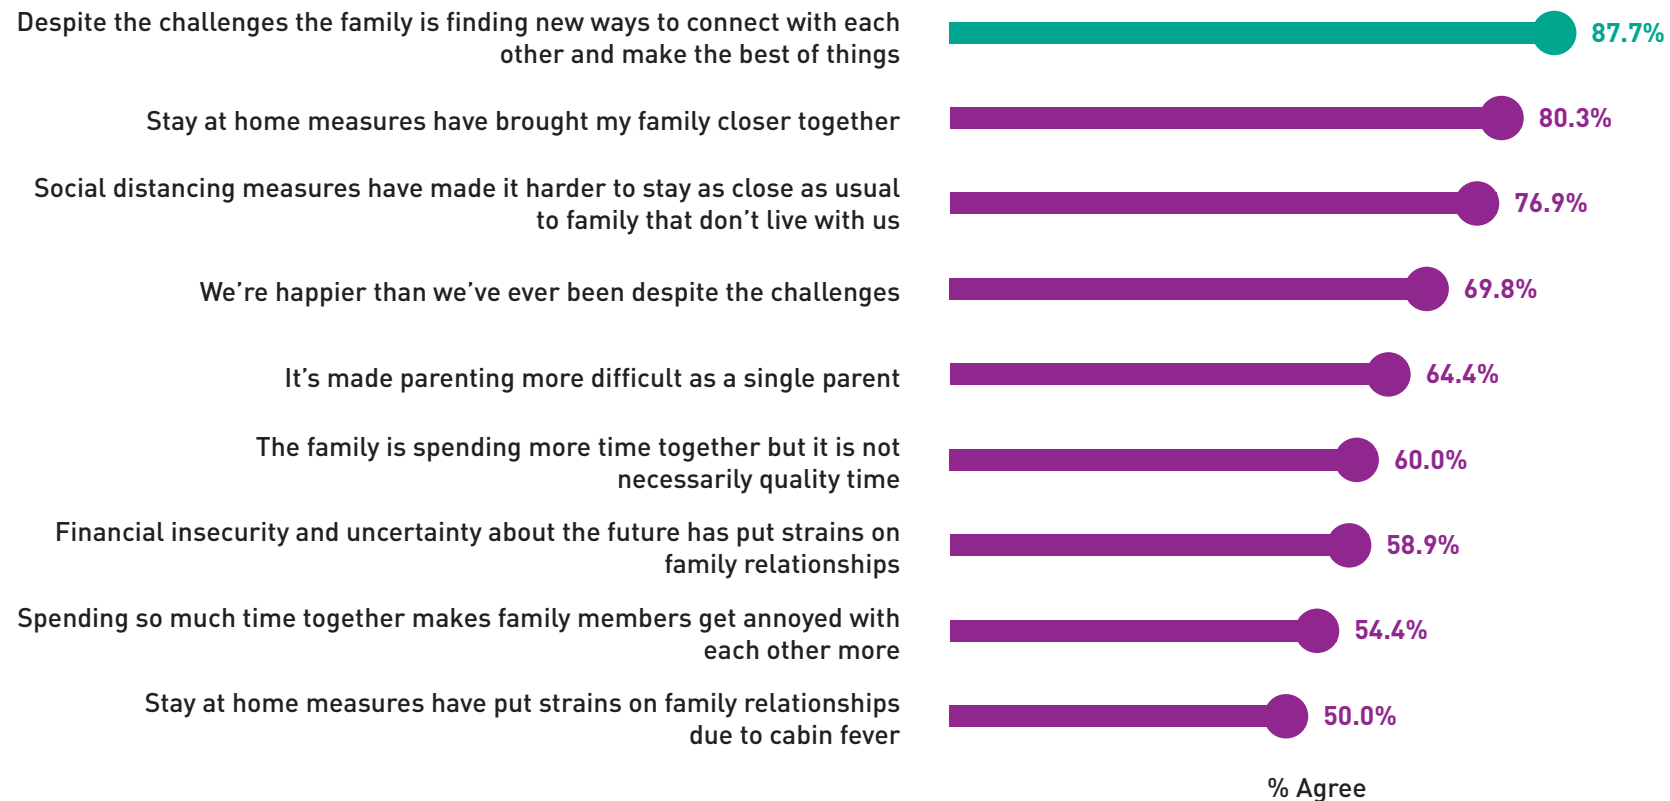 Despite the challenges the family is finding new ways to connect with each
other and make the best of things
87.7%
Stay at home measures have brought my family closer together
80.3%
Social distancing measures have made it harder to stay as close as usual
to family that don’t live with us
76.9%
We’re happier than we’ve ever been despite the challenges
69.8%
It’s made parenting more difficult as a single parent
64.4%
The family is spending more time together but it is not
necessarily quality time
60.0%
Financial insecurity and uncertainty about the future has put strains on
family relationships
58.9%
Spending so much time together makes family members get annoyed with
each other more
54.4%
Stay at home measures have put strains on family relationships
due to cabin fever
50.0%
% Agree